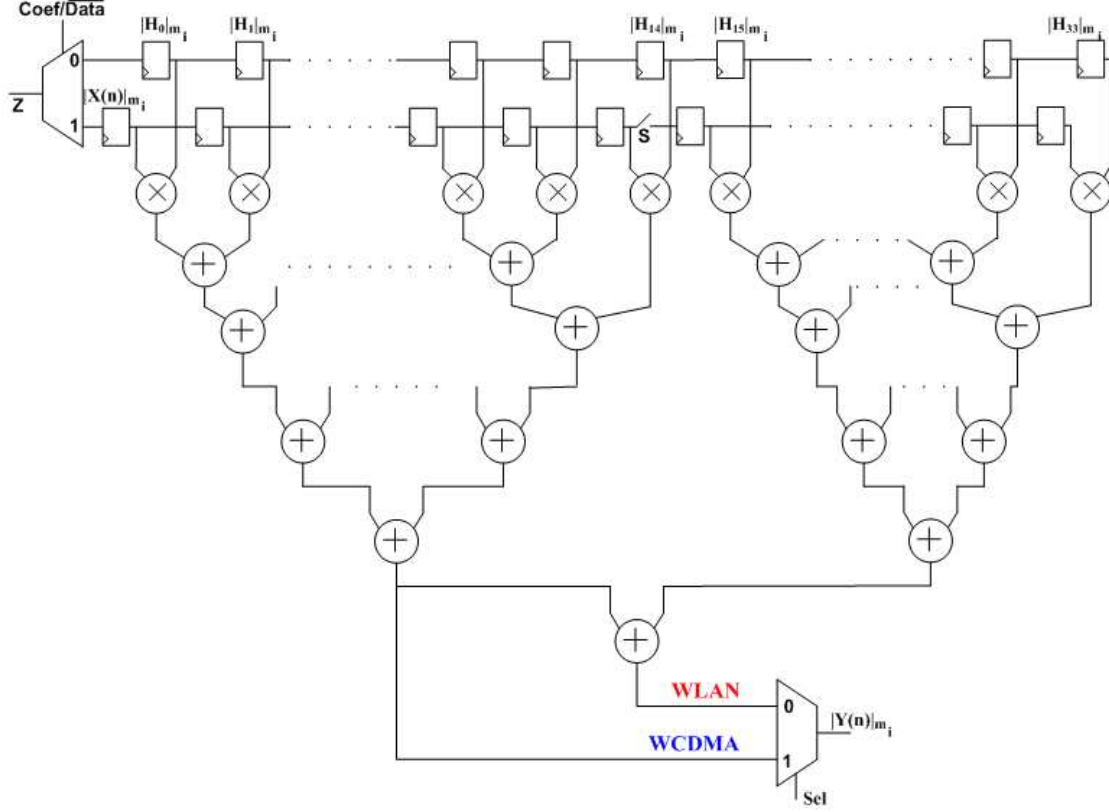 Coef/Data
|H₀|mᵢ |H₁|mᵢ |H₁₄|mᵢ |H₁₅|mᵢ |H₃₃|mᵢ
0
Z
|X(n)|mᵢ
1
S
WLAN
0
|Y(n)|mᵢ
WCDMA
1
Sel